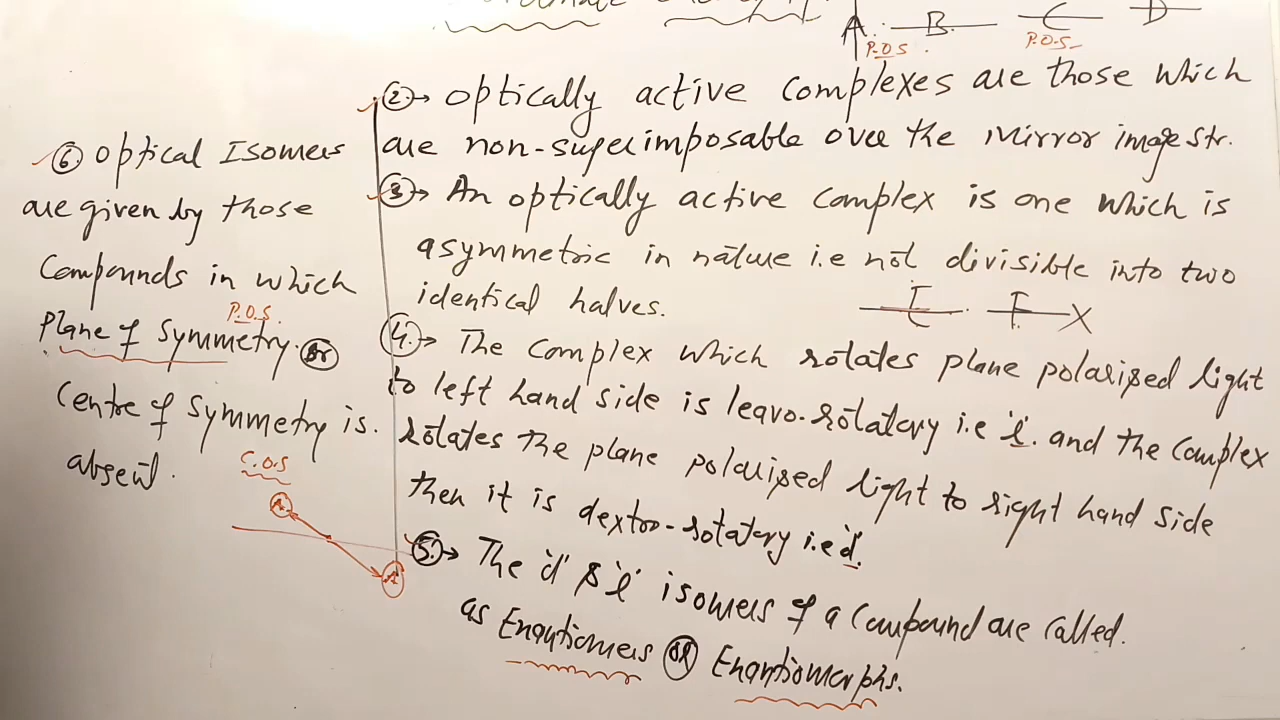 A B C D
P.O.S. P.O.S.
② → Optically active complexes are those which
are non-superimposable over the Mirror image str.
③ → An optically active complex is one which is
asymmetric in nature i.e not divisible into two
identical halves.
E F X
④ → The complex which rotates plane polarized light
to left hand side is leavo-rotatary i.e 'l'. and the complex
rotates the plane polarized light to right hand side
then it is dextro-rotatary i.e 'd'.
⑤ → The 'd' & 'l' isomers of a compound are called.
as Enantiomers or Enantiomorphs.
⑥ Optical Isomers
are given by those
Compounds in which
P.O.S.
Plane of Symmetry. or
Centre of Symmetry is.
absent.
C.O.S